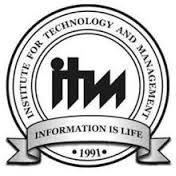 INSTITUTE FOR TECHNOLOGY AND MANAGEMENT
itm
INFORMATION IS LIFE
· 1991 ·